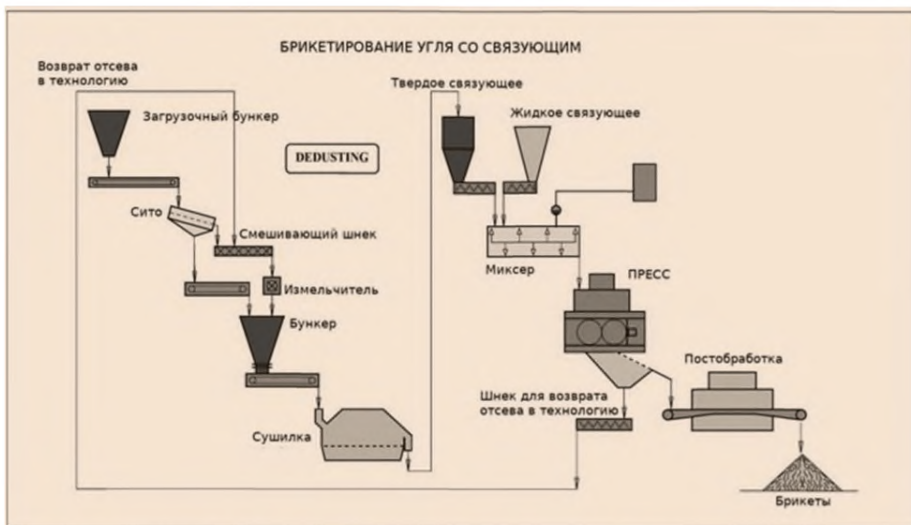 БРИКЕТИРОВАНИЕ УГЛЯ СО СВЯЗУЮЩИМ
Возврат отсева
в технологию
Загрузочный бункер
DEDUSTING
Сито
Смешивающий шнек
Измельчитель
Бункер
Сушилка
Твердое связующее
Жидкое связующее
Миксер
ПРЕСС
Постобработка
Шнек для возврата
отсева в технологию
Брикеты